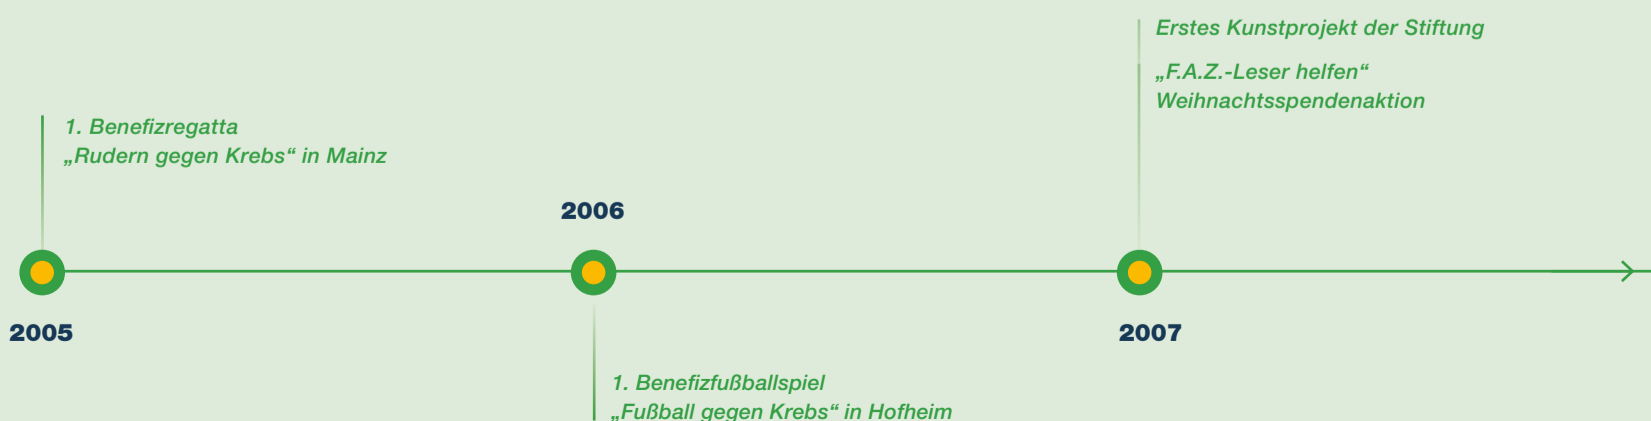 Erstes Kunstprojekt der Stiftung
„F.A.Z.-Leser helfen“
Weihnachtsspendenaktion
1. Benefizregatta
„Rudern gegen Krebs“ in Mainz
2006
2005
2007
1. Benefizfußballspiel
„Fußball gegen Krebs“ in Hofheim